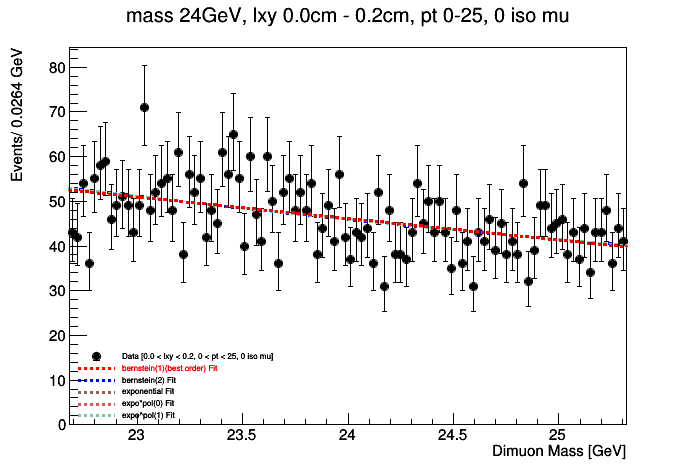 mass 24GeV, lxy 0.0cm - 0.2cm, pt 0-25, 0 iso mu
Events/ 0.0264 GeV
80
70
60
50
40
30
20
10
0
Data [0.0 < lxy < 0.2, 0 < pt < 25, 0 iso mu]
bernstein(1)(best order) Fit
bernstein(2) Fit
exponential Fit
expo*pol(0) Fit
expo*pol(1) Fit
23 23.5 24 24.5 25
Dimuon Mass [GeV]